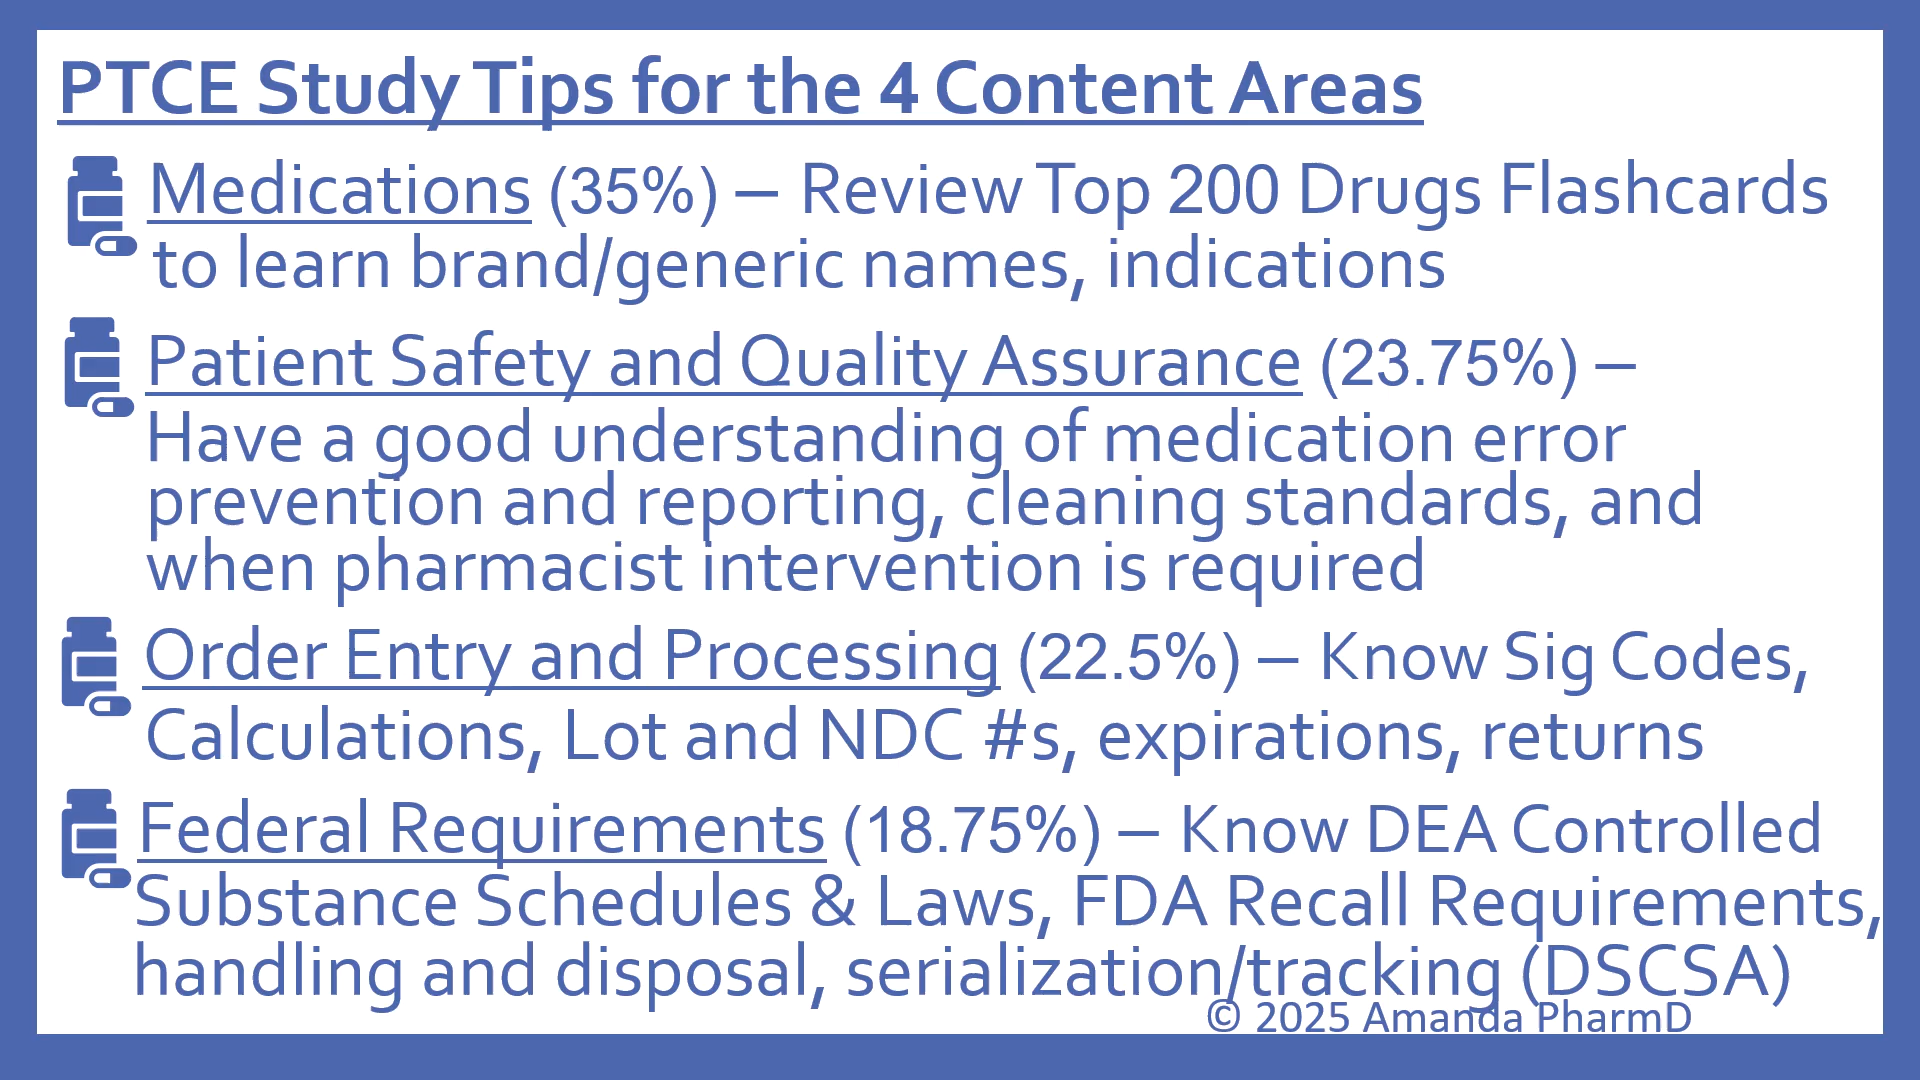 PTCE Study Tips for the 4 Content Areas
Medications (35%) – Review Top 200 Drugs Flashcards
to learn brand/generic names, indications
Patient Safety and Quality Assurance (23.75%) –
Have a good understanding of medication error
prevention and reporting, cleaning standards, and
when pharmacist intervention is required
Order Entry and Processing (22.5%) – Know Sig Codes,
Calculations, Lot and NDC #s, expirations, returns
Federal Requirements (18.75%) – Know DEA Controlled
Substance Schedules & Laws, FDA Recall Requirements,
handling and disposal, serialization/tracking (DSCSA)
© 2025 Amanda PharmD